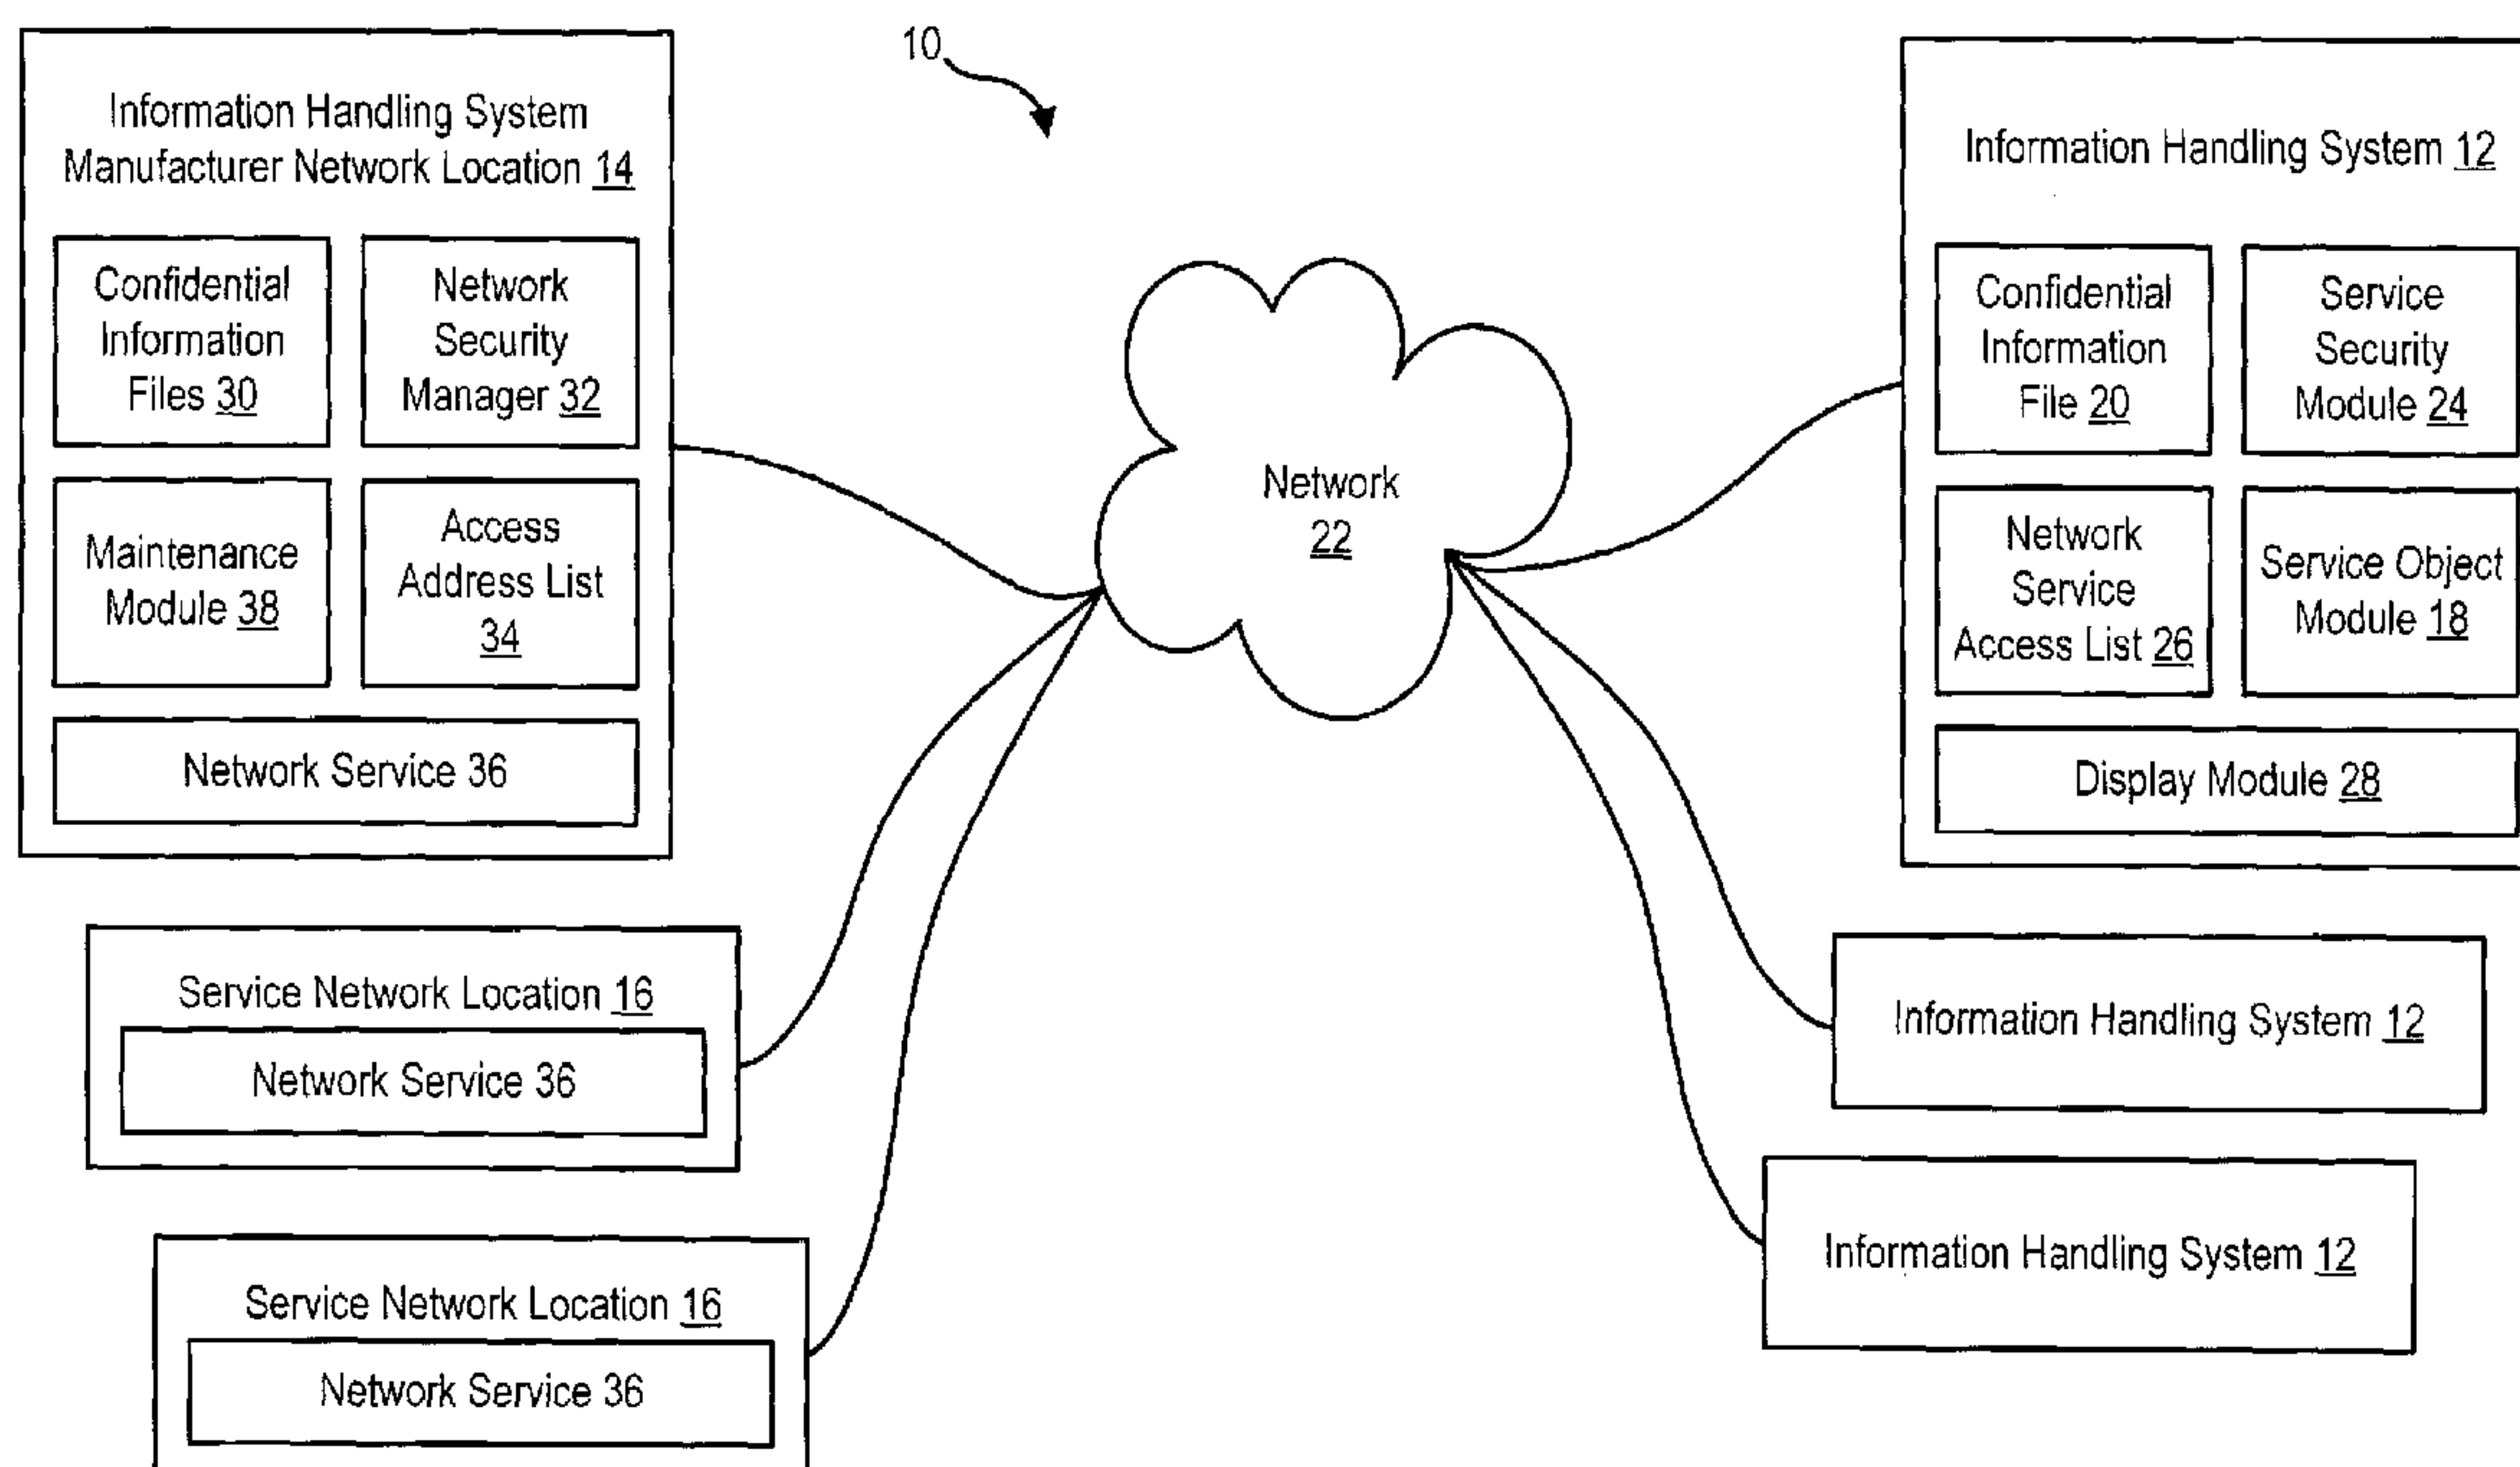 10
Information Handling System
Manufacturer Network Location 14
Confidential
Information
Files 30
Network
Security
Manager 32
Maintenance
Module 38
Access
Address List
34
Network Service 36
Service Network Location 16
Network Service 36
Service Network Location 16
Network Service 36
Network
22
Information Handling System 12
Confidential
Information
File 20
Service
Security
Module 24
Network
Service
Access List 26
Service Object
Module 18
Display Module 28
Information Handling System 12
Information Handling System 12